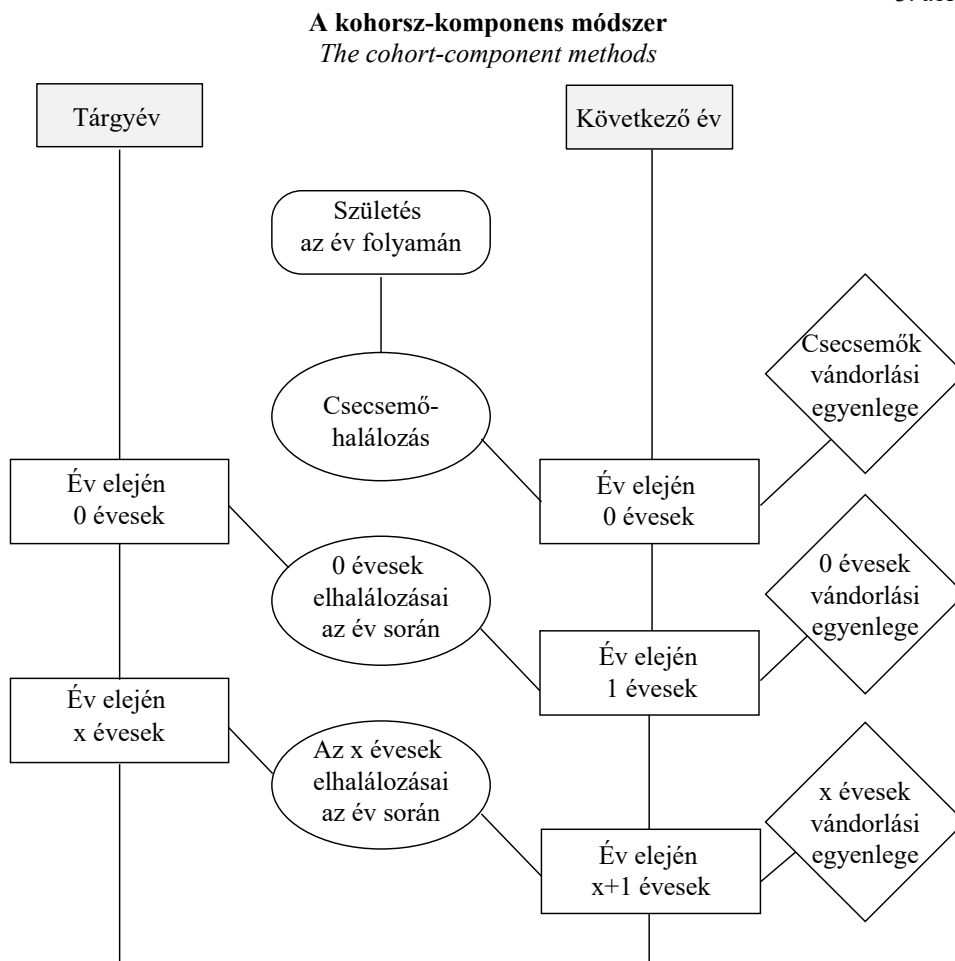 A kohorsz-komponens módszer
The cohort-component methods
Tárgyév
Következő év
Születés
az év folyamán
Csecsemők
vándorlási
egyenlege
Csecsemő-
halálozás
Év elején
0 évesek
Év elején
0 évesek
0 évesek
elhalálozásai
az év során
0 évesek
vándorlási
egyenlege
Év elején
1 évesek
Év elején
x évesek
Az x évesek
elhalálozásai
az év során
x évesek
vándorlási
egyenlege
Év elején
x+1 évesek